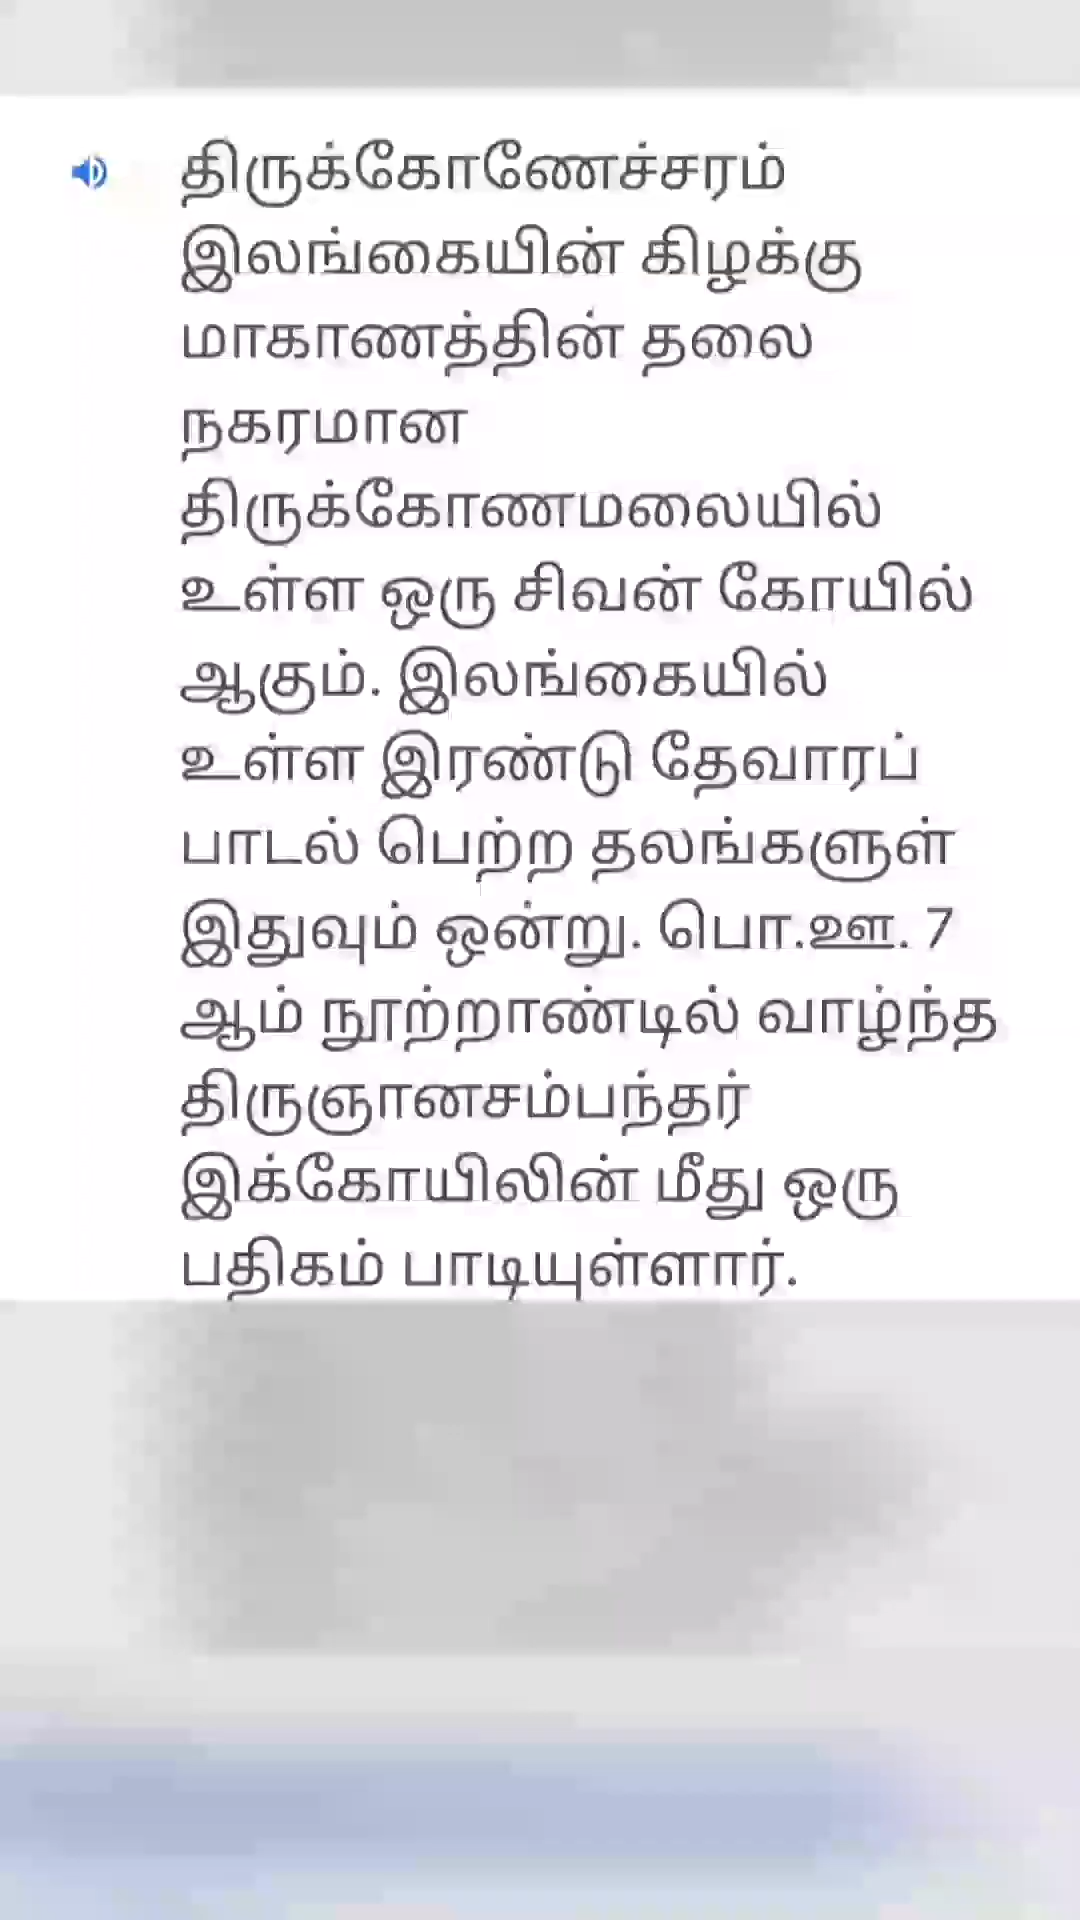 திருக்கோணேச்சரம்
இலங்கையின் கிழக்கு
மாகாணத்தின் தலை
நகரமான
திருக்கோணமலையில்
உள்ள ஒரு சிவன் கோயில்
ஆகும். இலங்கையில்
உள்ள இரண்டு தேவாரப்
பாடல் பெற்ற தலங்களுள்
இதுவும் ஒன்று. பொ.ஊ. 7
ஆம் நூற்றாண்டில் வாழ்ந்த
திருஞானசம்பந்தர்
இக்கோயிலின் மீது ஒரு
பதிகம் பாடியுள்ளார்.